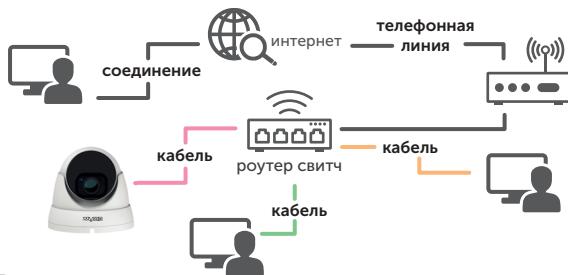 телефонная
линия
интернет
соединение
кабель
роутер свитч
кабель
кабель